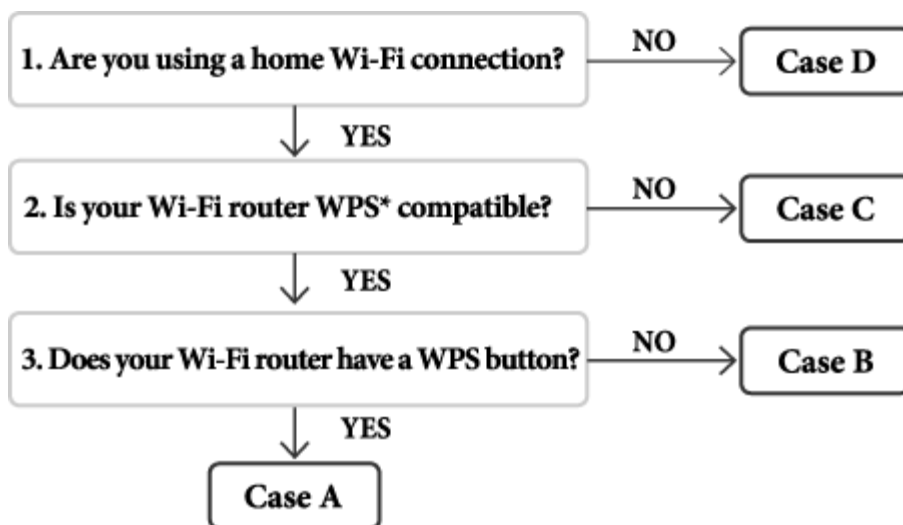 1. Are you using a home Wi-Fi connection?
NO
Case D
YES
2. Is your Wi-Fi router WPS* compatible?
NO
Case C
YES
3. Does your Wi-Fi router have a WPS button?
NO
Case B
YES
Case A